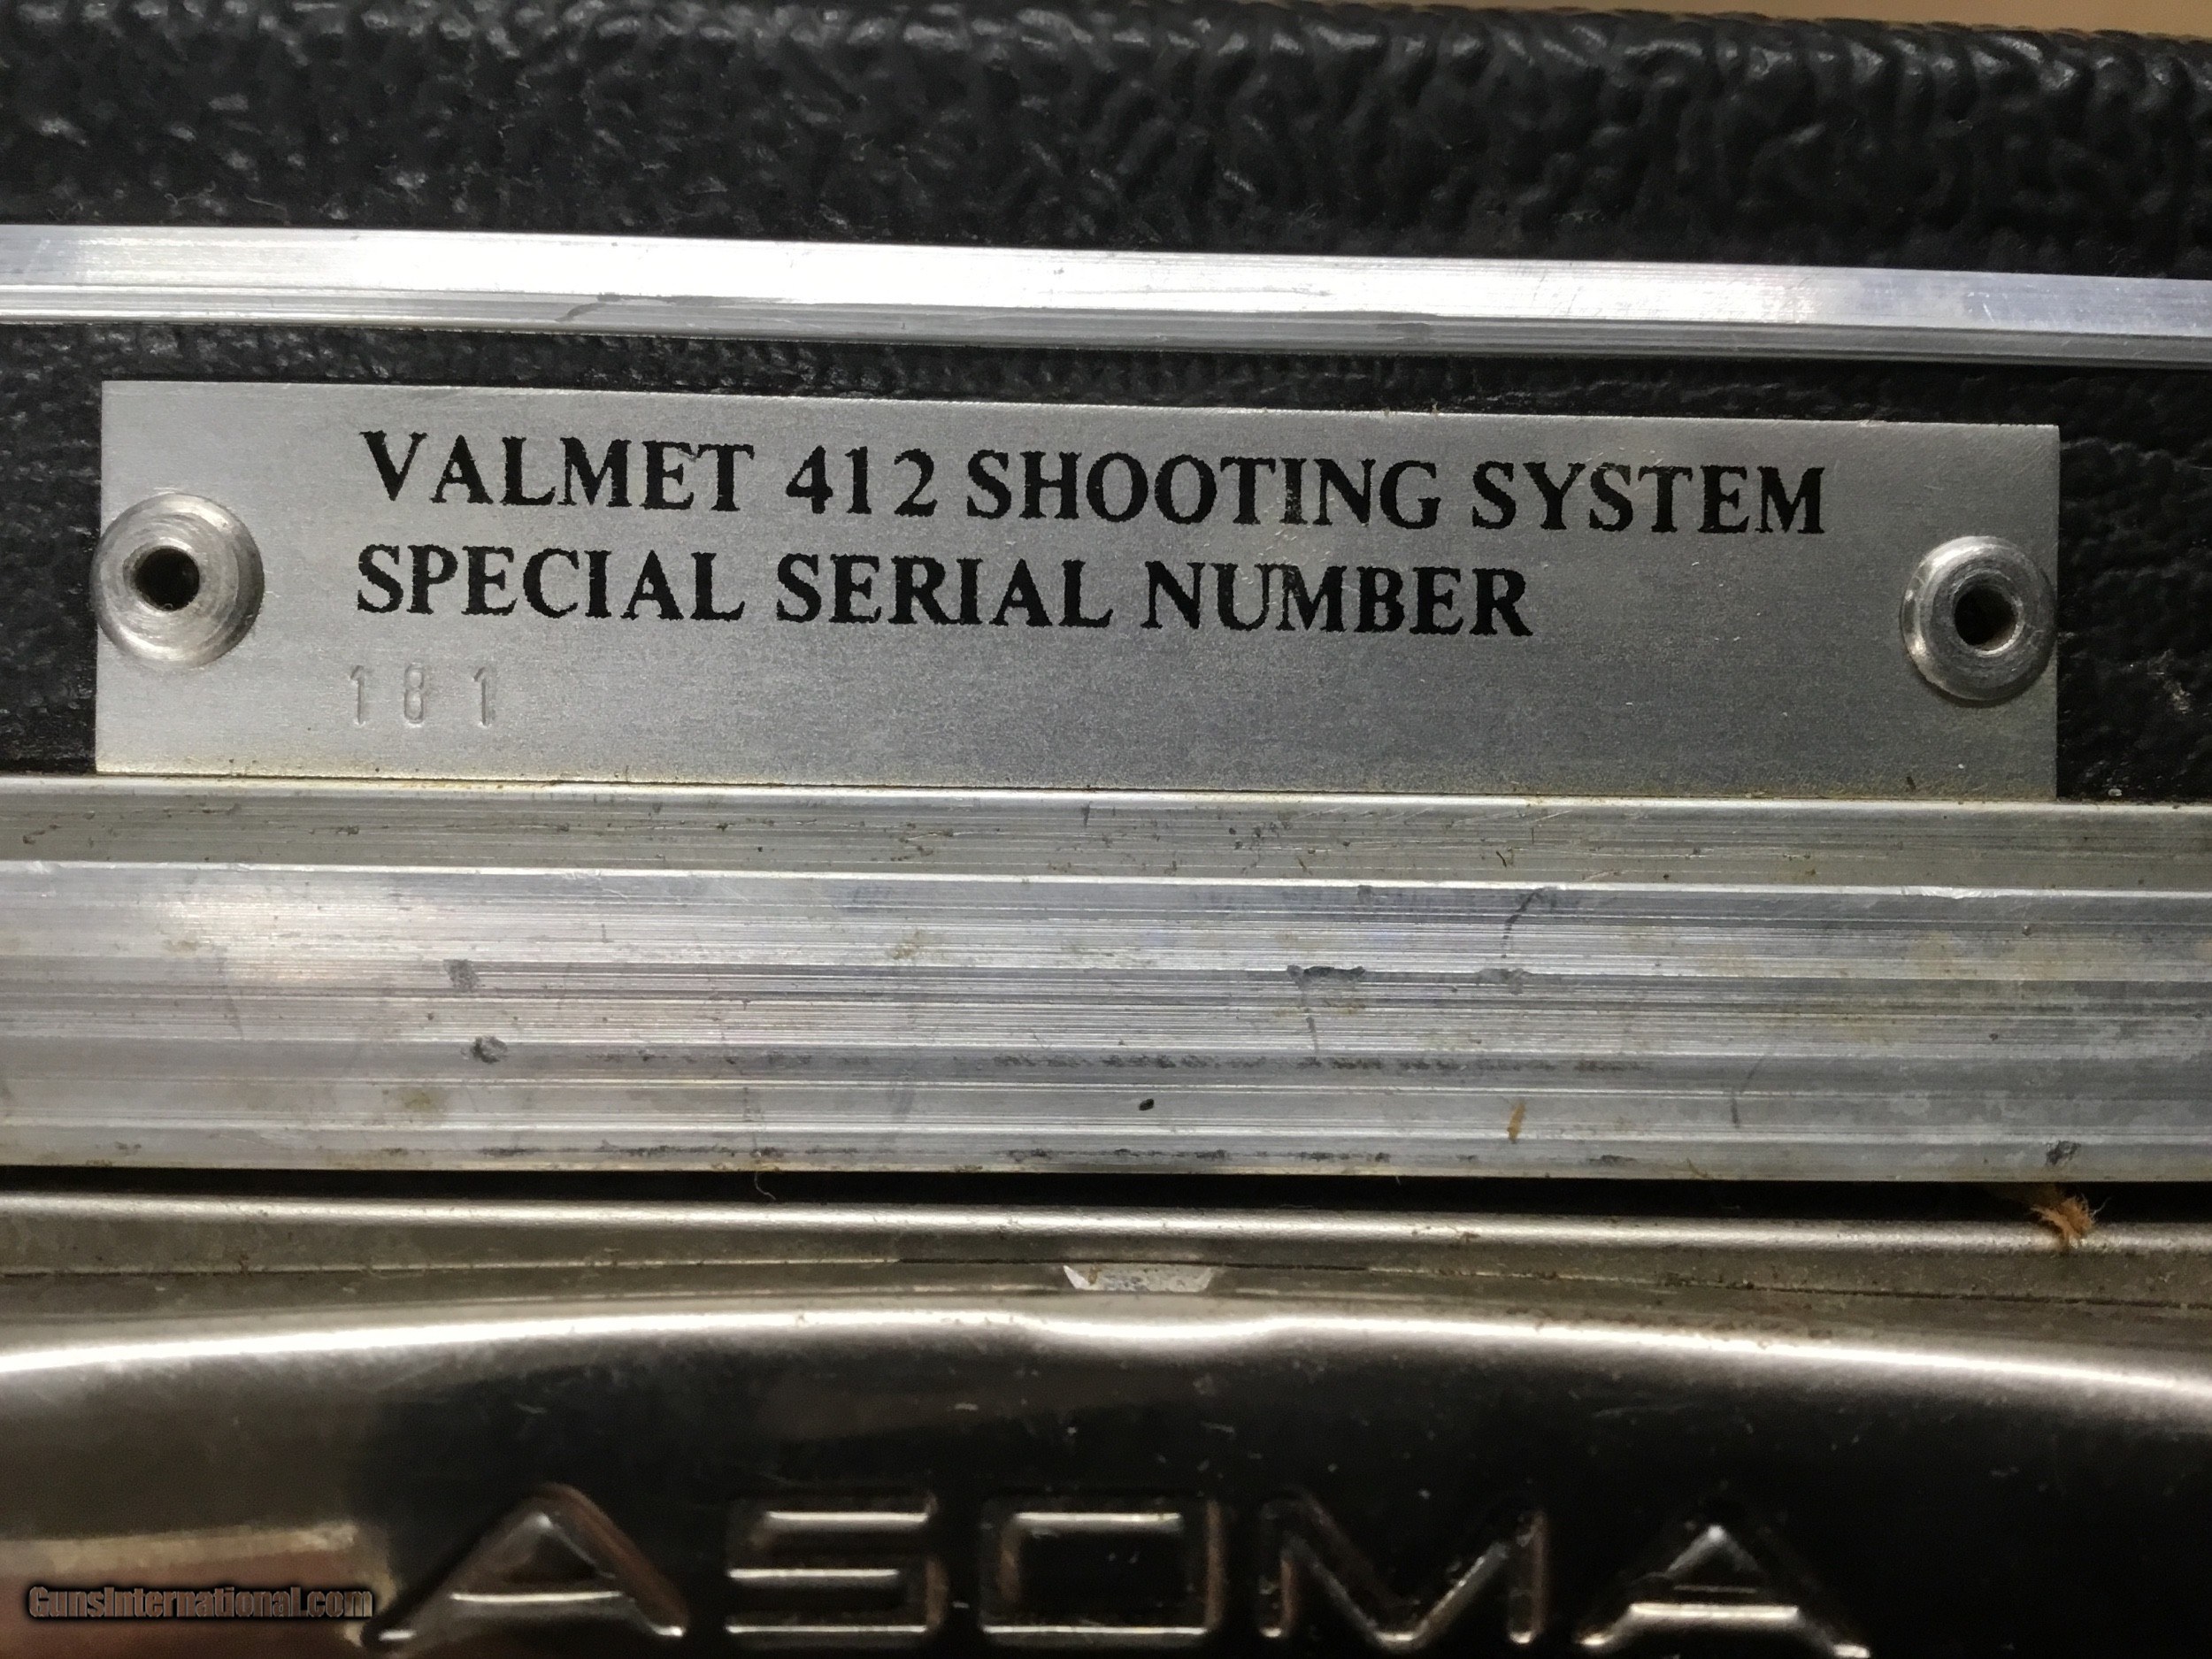 VALMET 412 SHOOTING SYSTEM
SPECIAL SERIAL NUMBER
181
ASOMA
GunsInternational.com